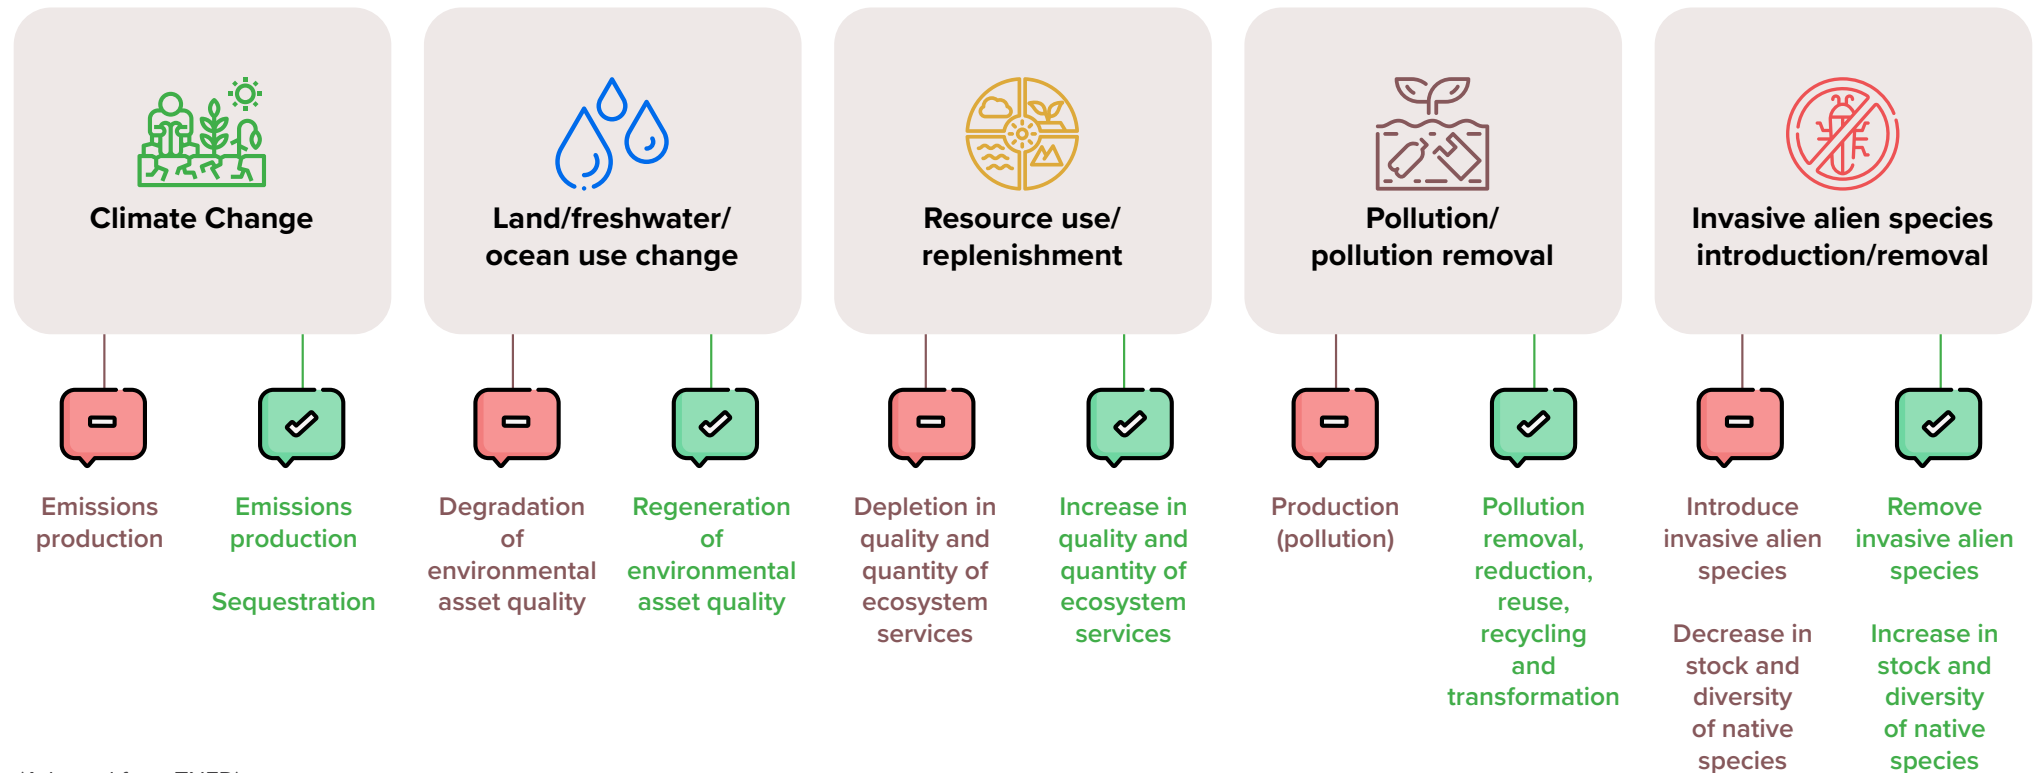 Climate Change
Land/freshwater/
ocean use change
Resource use/
replenishment
Pollution/
pollution removal
Invasive alien species
introduction/removal
Emissions
production
Emissions
production
Sequestration
Degradation
of
environmental
asset quality
Regeneration
of
environmental
asset quality
Depletion in
quality and
quantity of
ecosystem
services
Increase in
quality and
quantity of
ecosystem
services
Production
(pollution)
Pollution
removal,
reduction,
reuse,
recycling
and
transformation
Introduce
invasive alien
species
Decrease in
stock and
diversity
of native
species
Remove
invasive alien
species
Increase in
stock and
diversity
of native
species